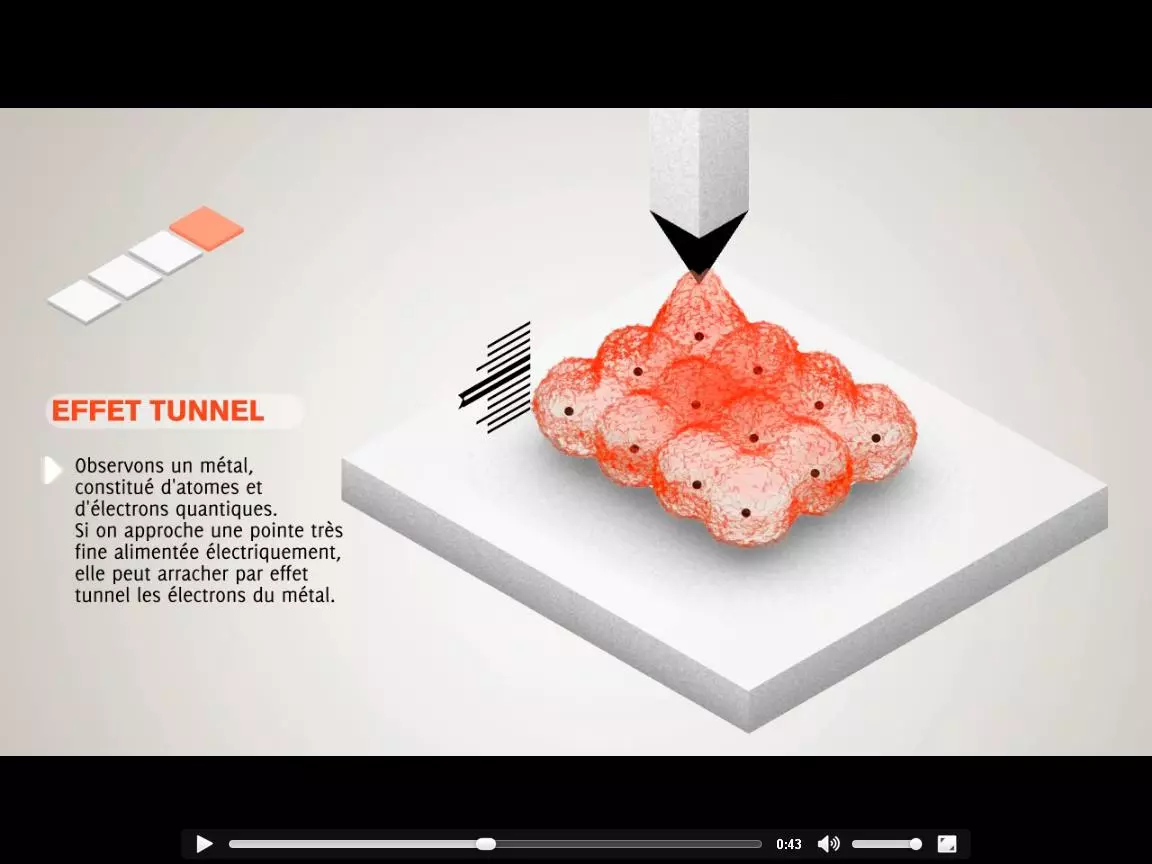 EFFET TUNNEL
Observons un métal,
constitué d'atomes et
d'électrons quantiques.
Si on approche une pointe très
fine alimentée électriquement,
elle peut arracher par effet
tunnel les électrons du métal.
0:43